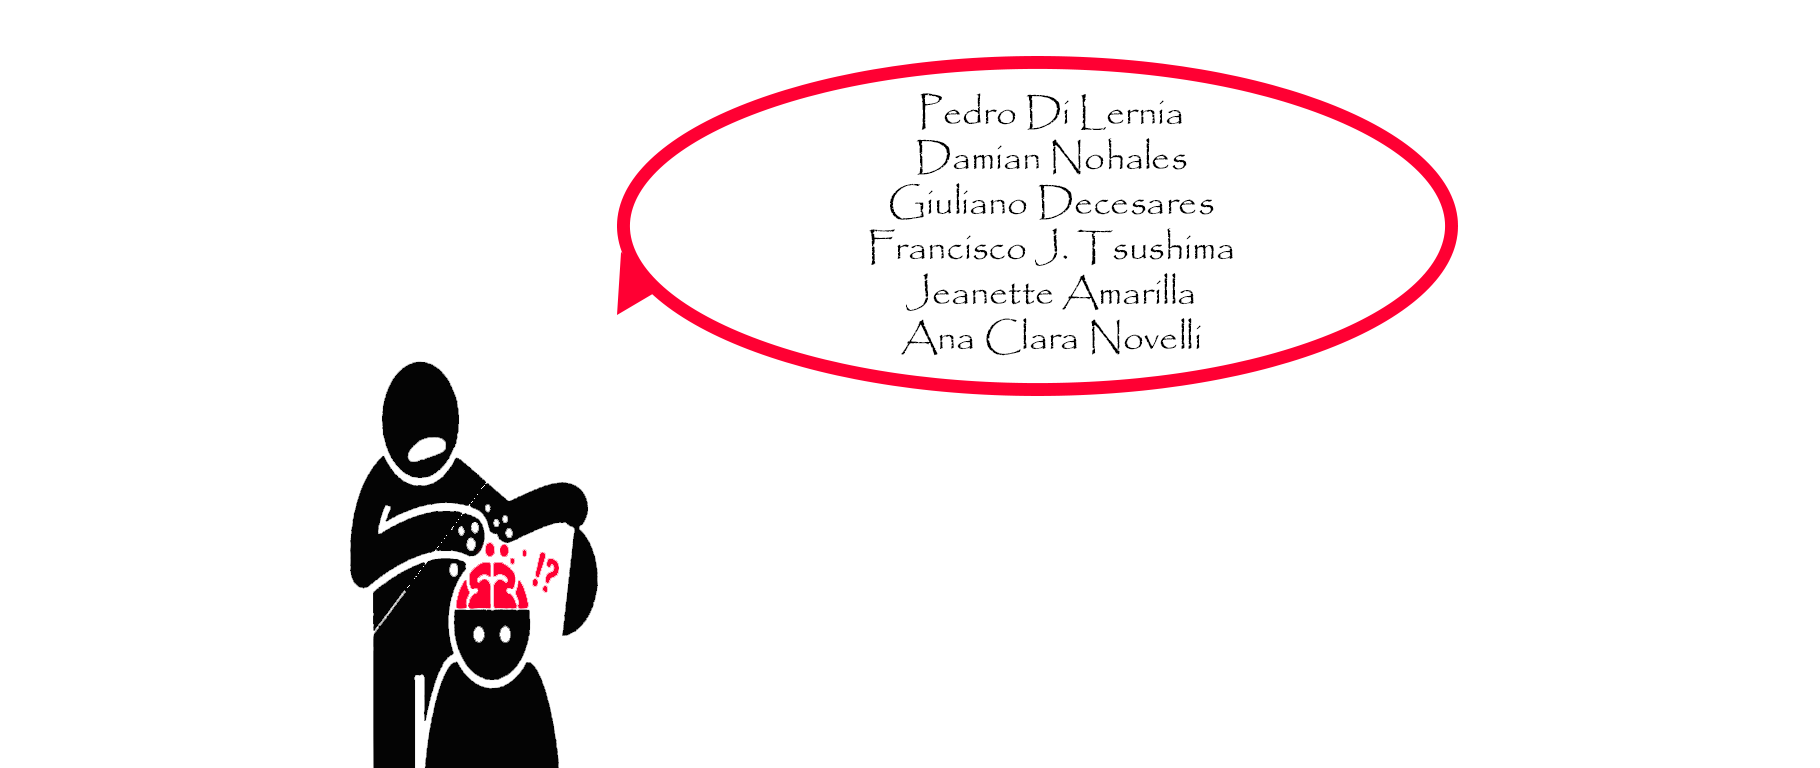 Pedro Di Lernia
Damian Nohales
Giuliano Decesares
Francisco J. Tsushima
Jeanette Amarilla
Ana Clara Novelli
!?